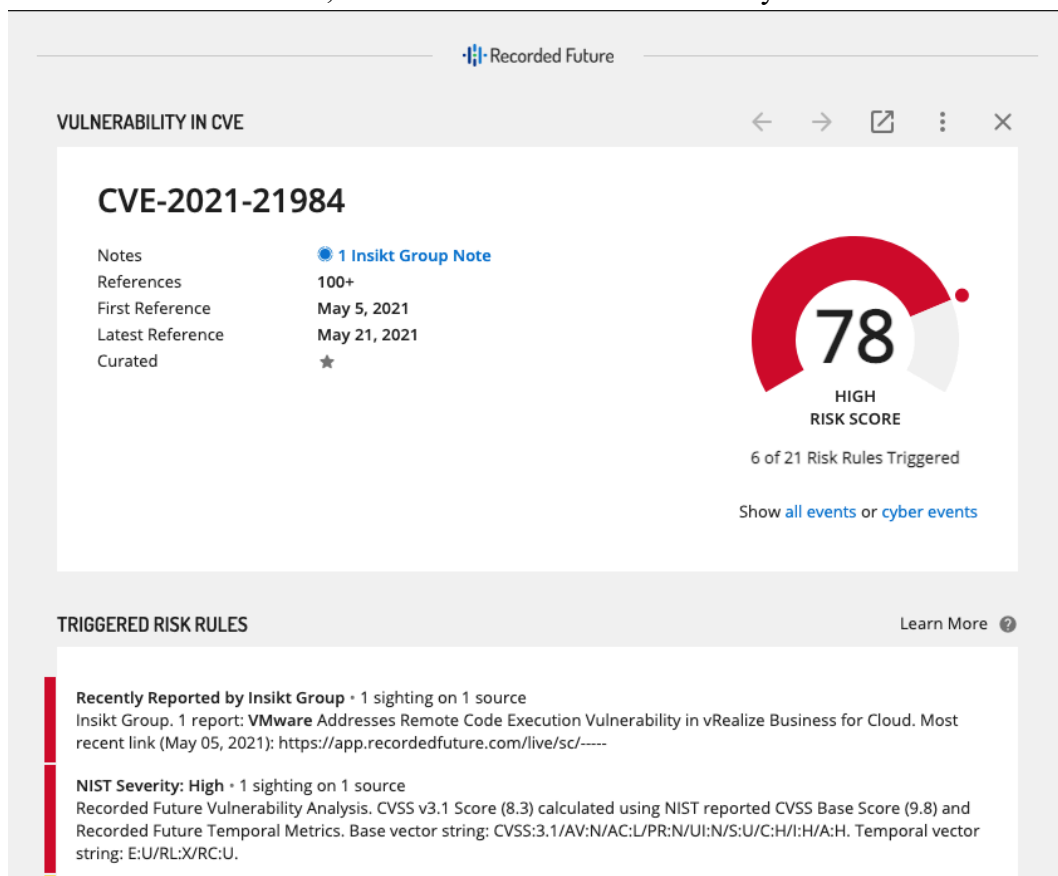 Recorded Future
VULNERABILITY IN CVE
CVE-2021-21984
Notes 1 Insikt Group Note
References 100+
First Reference May 5, 2021
Latest Reference May 21, 2021
Curated
78
HIGH
RISK SCORE
6 of 21 Risk Rules Triggered
Show all events or cyber events
TRIGGERED RISK RULES Learn More ?
Recently Reported by Insikt Group • 1 sighting on 1 source
Insikt Group. 1 report: VMware Addresses Remote Code Execution Vulnerability in vRealize Business for Cloud. Most
recent link (May 05, 2021): https://app.recordedfuture.com/live/sc/-----
NIST Severity: High • 1 sighting on 1 source
Recorded Future Vulnerability Analysis. CVSS v3.1 Score (8.3) calculated using NIST reported CVSS Base Score (9.8) and
Recorded Future Temporal Metrics. Base vector string: CVSS:3.1/AV:N/AC:L/PR:N/UI:N/S:U/C:H/I:H/A:H. Temporal vector
string: E:U/RL:X/RC:U.